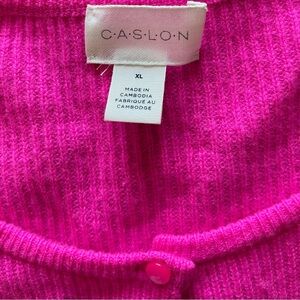 C·A·S·L·O·N
XL
MADE IN
CAMBODIA
FABRIQUE AU
CAMBODGE